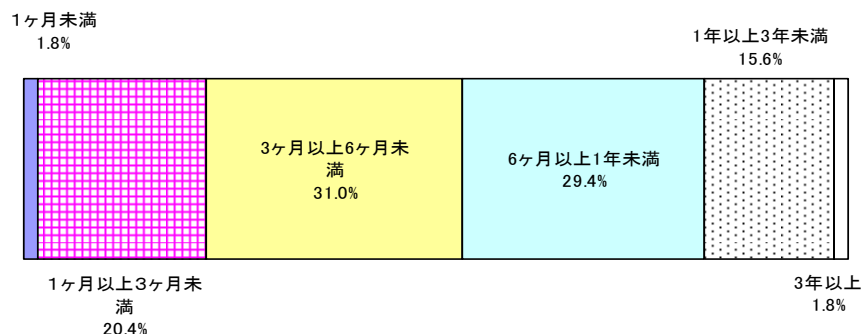 1ヶ月未満
1.8%
1年以上3年未満
15.6%
3ヶ月以上6ヶ月未
満
31.0%
6ヶ月以上1年未満
29.4%
1ヶ月以上3ヶ月未
満
20.4%
3年以上
1.8%